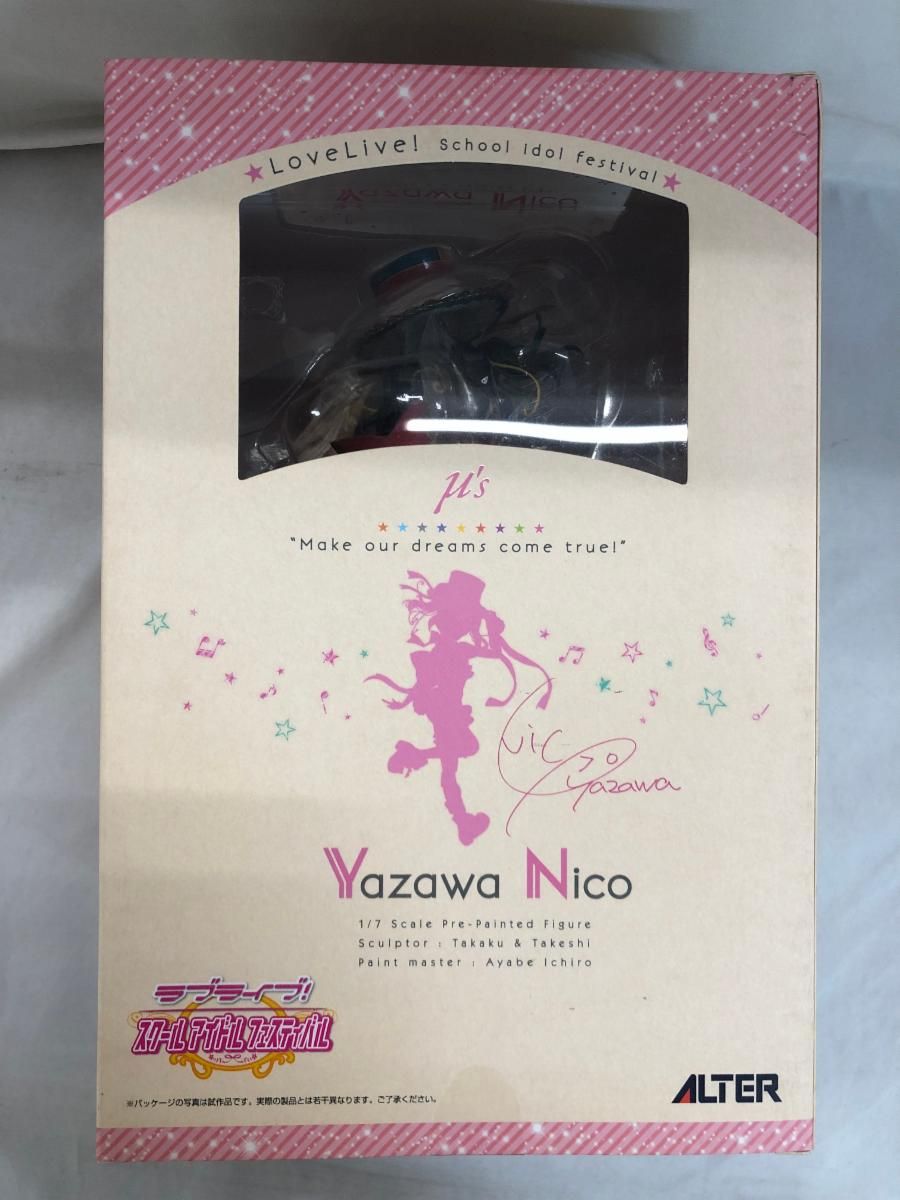 ★LoveLive! School idol festival★
Yazawa Nico
μ's
"Make our dreams come true!"
Nico
Yazawa
Yazawa Nico
1/7 Scale Pre-Painted Figure
Sculptor : Takaku & Takeshi
Paint master : Ayabe Ichiro
ラブライブ!
スクールアイドルフェスティバル
ALTER
※パッケージの写真は試作品です。実際の製品とは若干異なります。ご了承ください。